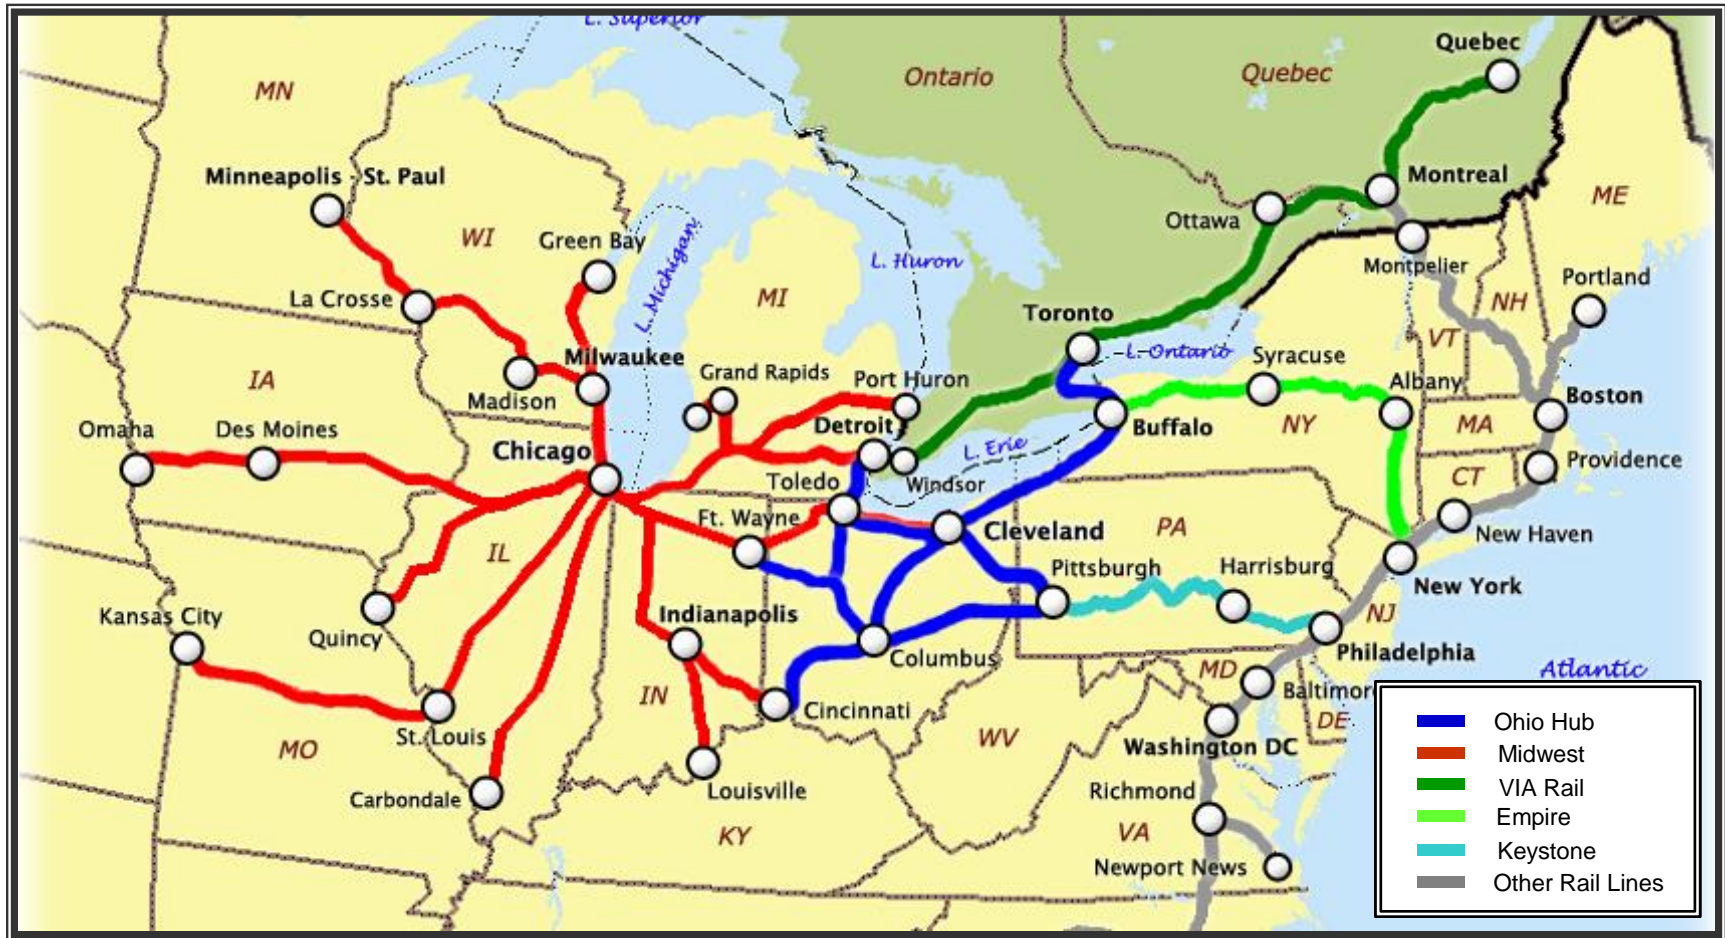 L. Superior
Quebec
Ontario
Quebec
MN
Minneapolis - St. Paul
Montreal
ME
Ottawa
WI
Green Bay
L. Michigan
L. Huron
Montpelier
Portland
La Crosse
MI
NH
Toronto
VT
L. Ontario
Syracuse
Milwaukee
IA
Grand Rapids
Port Huron
Albany
Madison
Boston
Omaha
Des Moines
Detroit
Buffalo
NY
MA
Chicago
L. Erie
Providence
Toledo
Windsor
CT
Ft. Wayne
Cleveland
PA
New Haven
IL
Pittsburgh
Harrisburg
New York
Kansas City
Quincy
Indianapolis
NJ
Columbus
Philadelphia
MD
Atlantic
IN
Baltimore
Cincinnati
St. Louis
MO
WV
DE
Washington DC
Carbondale
Louisville
Richmond
KY
VA
Newport News
Ohio Hub
Midwest
VIA Rail
Empire
Keystone
Other Rail Lines